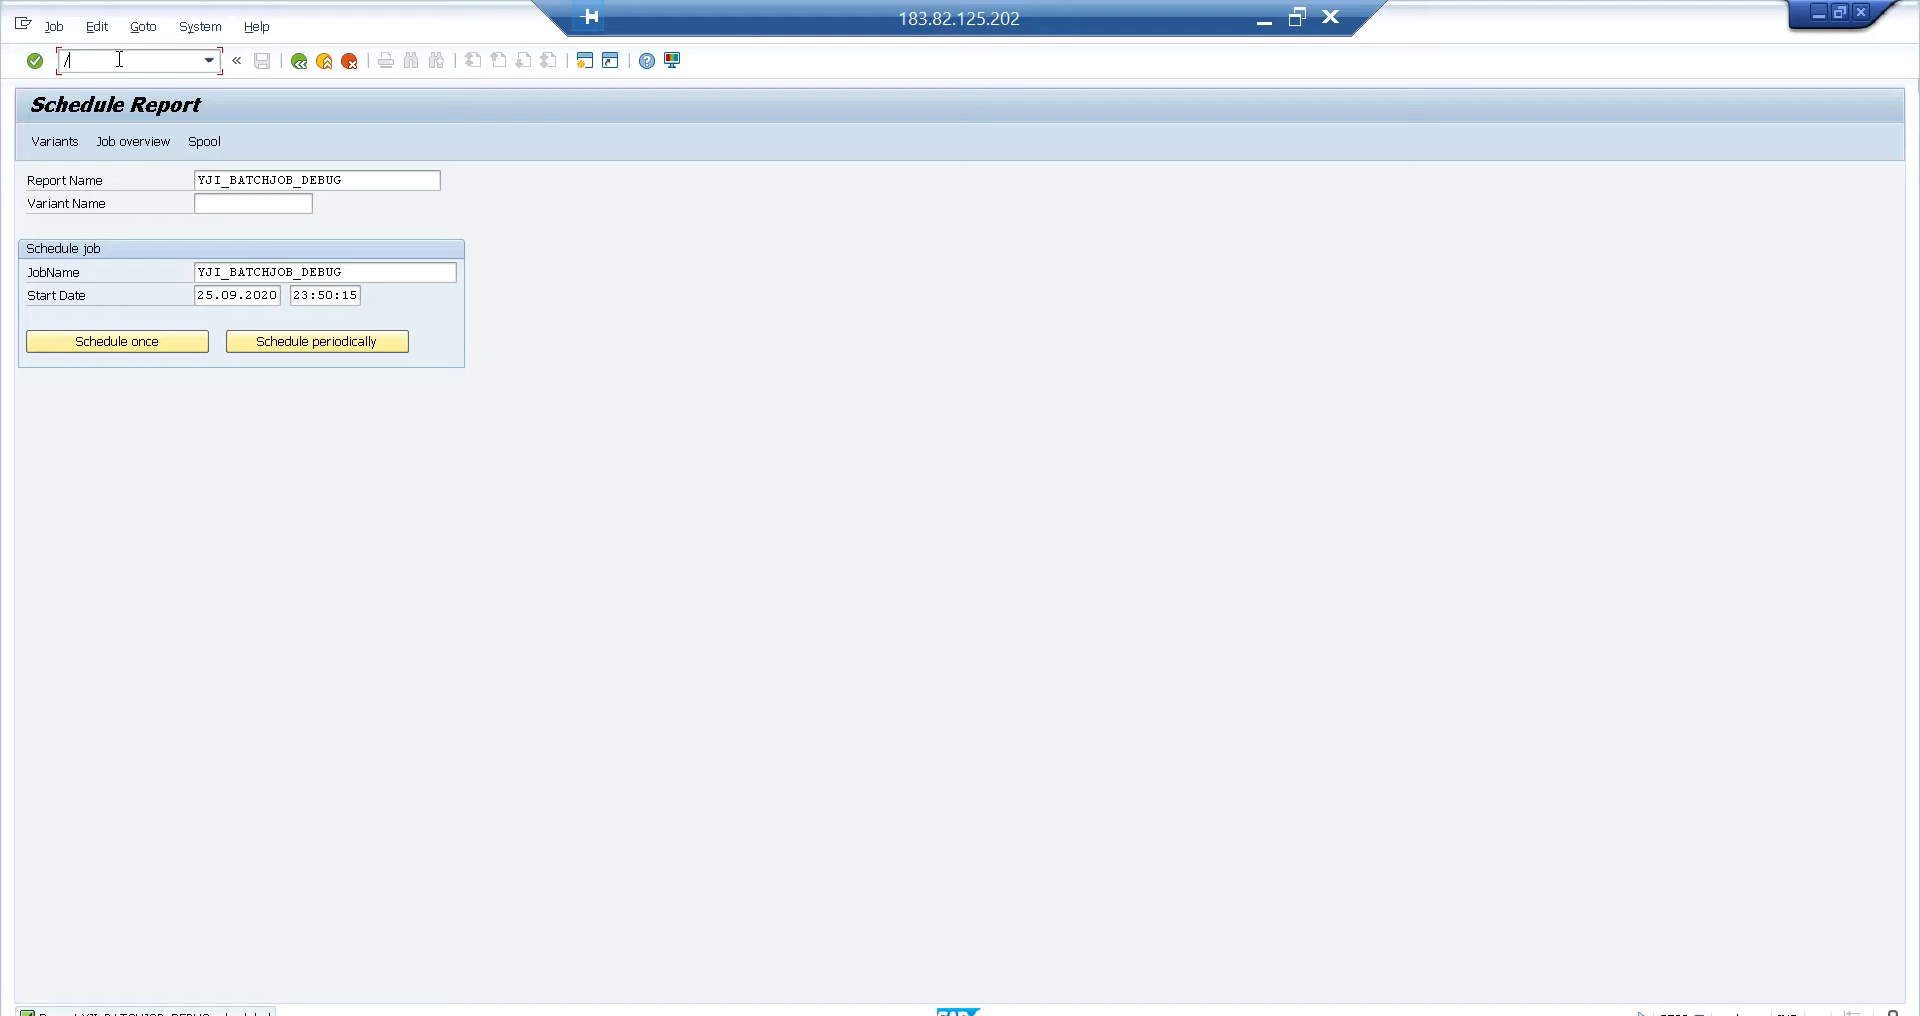 183.82.125.202
Job Edit Goto System Help
/
Schedule Report
Variants Job overview Spool
Report Name YJI_BATCHJOB_DEBUG
Variant Name
Schedule job
JobName YJI_BATCHJOB_DEBUG
Start Date 25.09.2020 23:50:15
Schedule once Schedule periodically
SAP